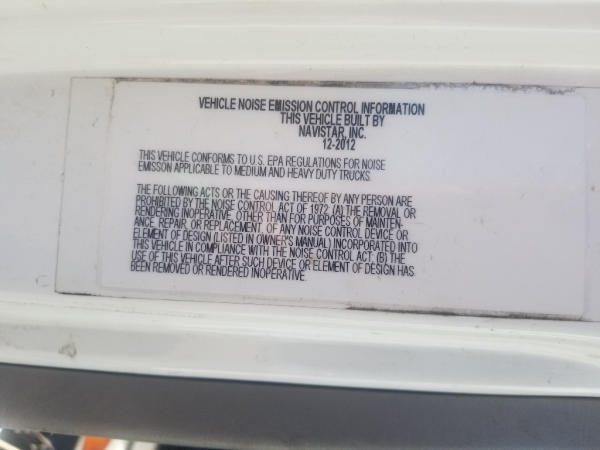 VEHICLE NOISE EMISSION CONTROL INFORMATION
THIS VEHICLE BUILT BY
NAVISTAR, INC.
12-2012
THIS VEHICLE CONFORMS TO U.S. EPA REGULATIONS FOR NOISE
EMISSON APPLICABLE TO MEDIUM AND HEAVY DUTY TRUCKS.
THE FOLLOWING ACTS OR THE CAUSING THEREOF BY ANY PERSON ARE
PROHIBITED BY THE NOISE CONTROL ACT OF 1972. (A) THE REMOVAL OR
RENDERING INOPERATIVE, OTHER THAN FOR PURPOSES OF MAINTEN-
ANCE, REPAIR, OR REPLACEMENT, OF ANY NOISE CONTROL DEVICE OR
ELEMENT OF DESIGN (LISTED IN OWNER'S MANUAL) INCORPORATED INTO
THIS VEHICLE IN COMPLIANCE WITH THE NOISE CONTROL ACT. (B) THE
USE OF THIS VEHICLE AFTER SUCH DEVICE OR ELEMENT OF DESIGN HAS
BEEN REMOVED OR RENDERED INOPERATIVE.